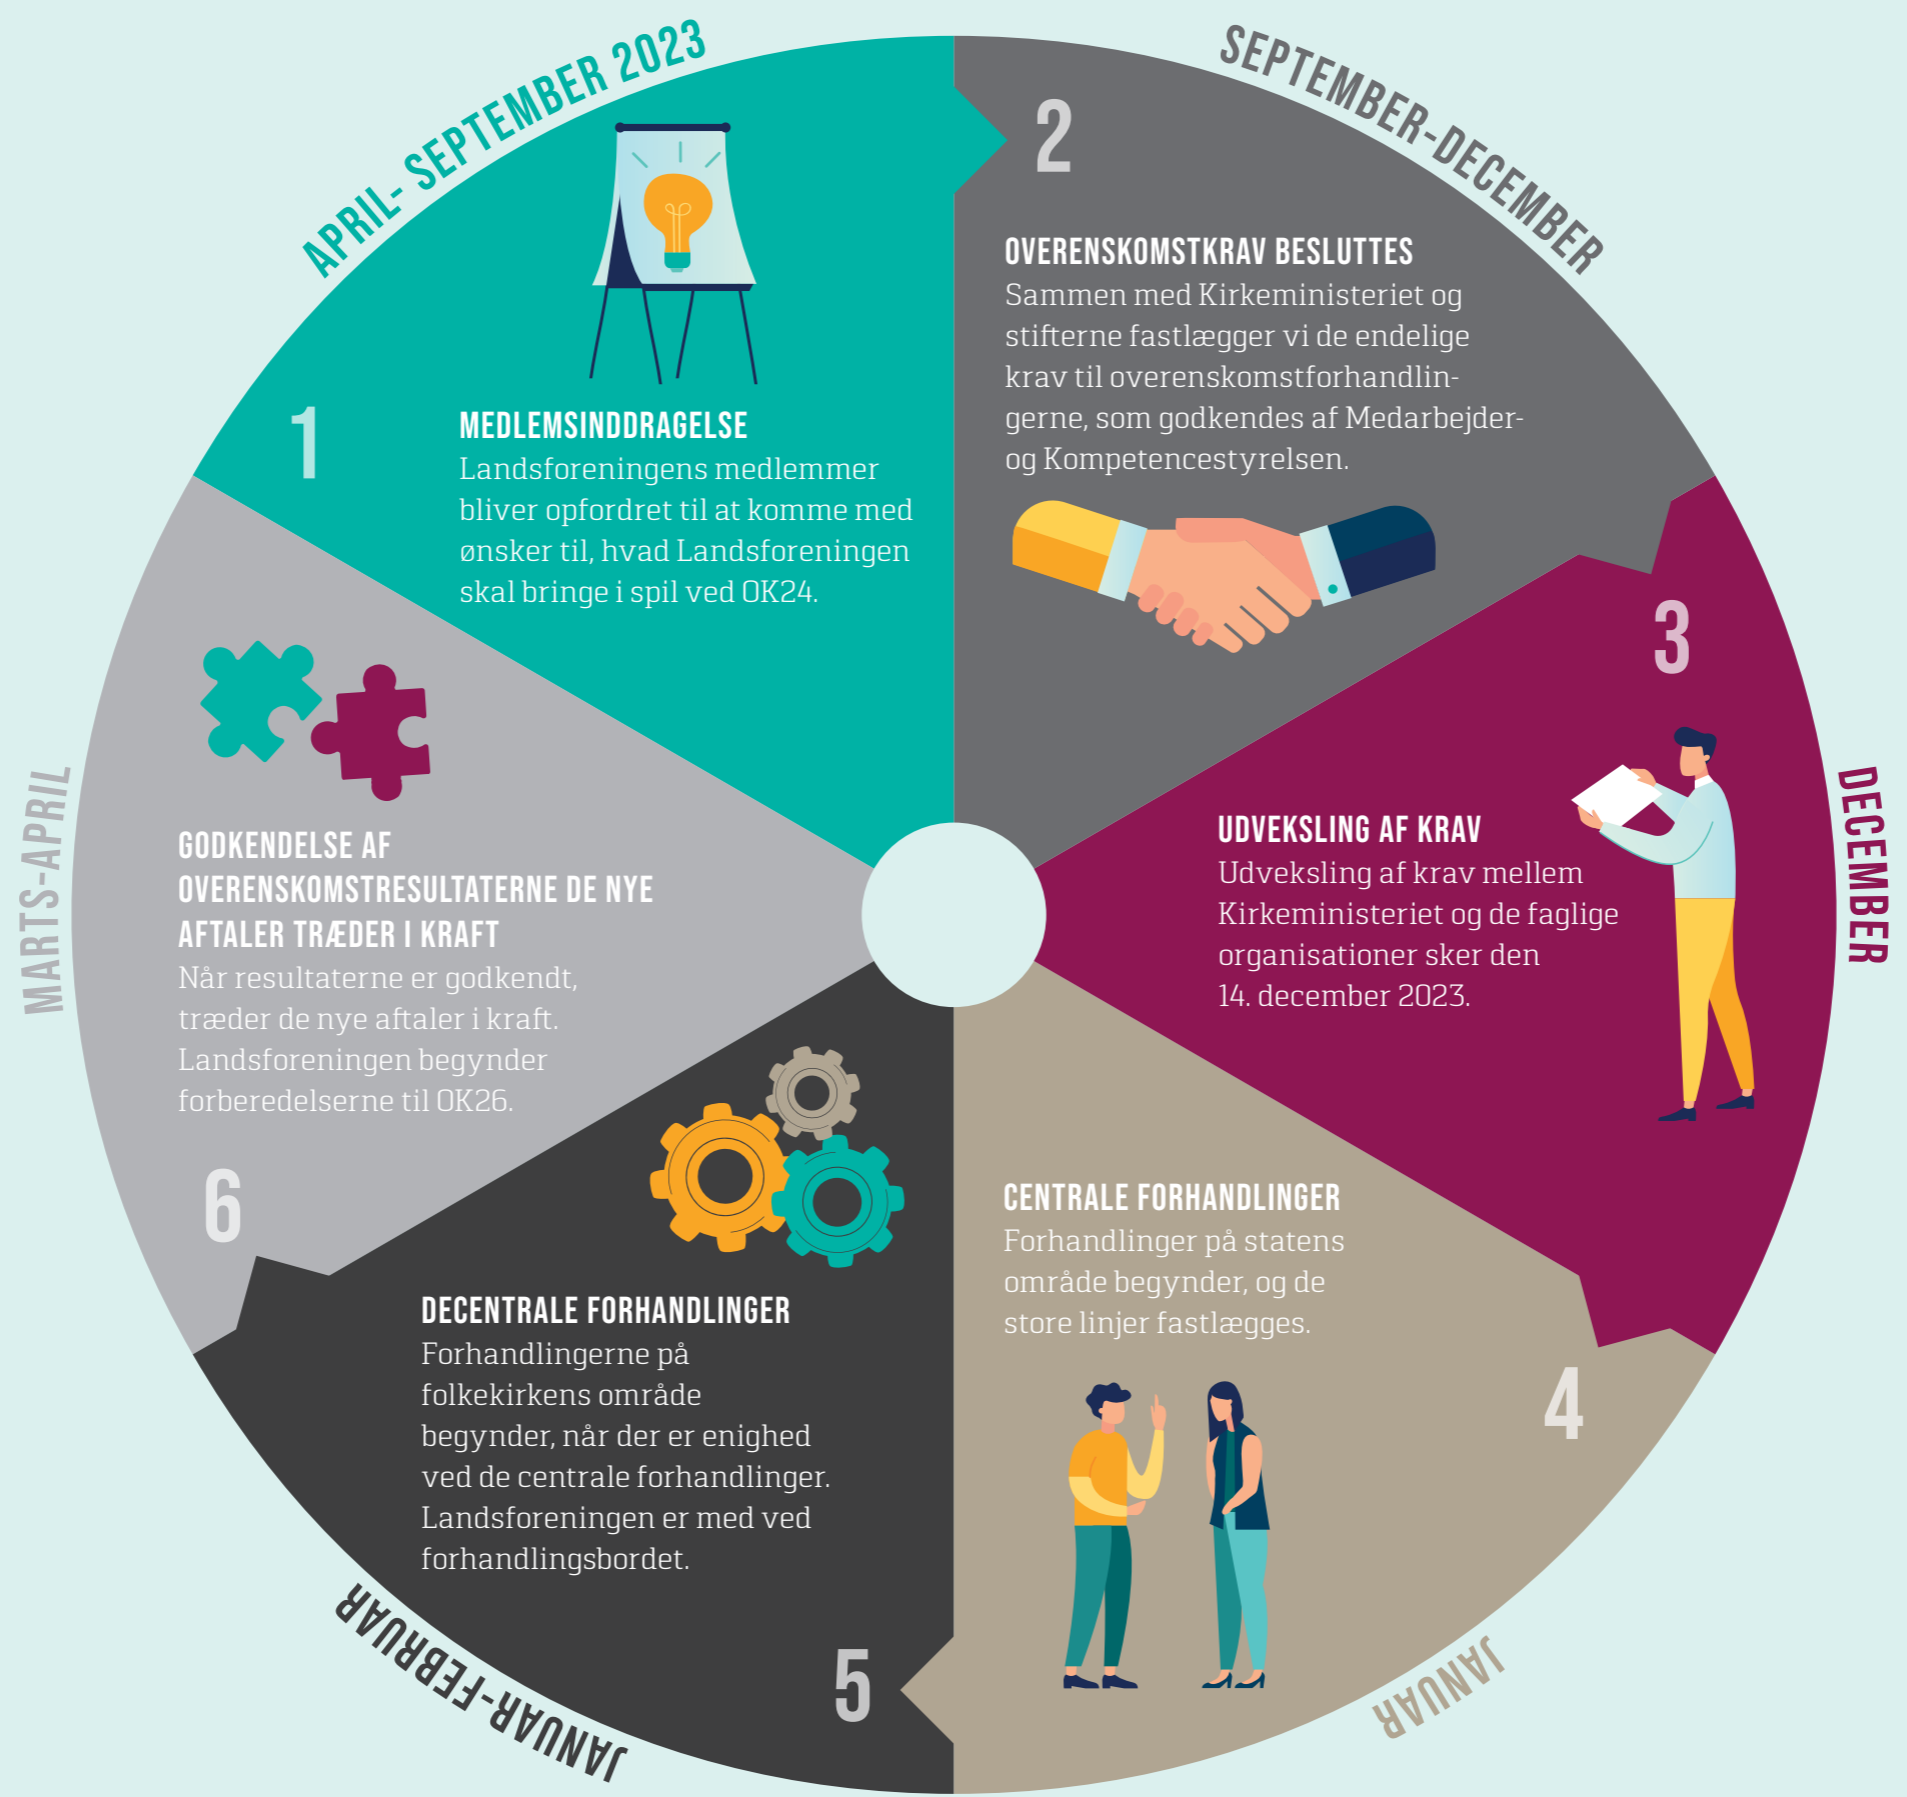 APRIL- SEPTEMBER 2023
1
MEDLEMSINDDRAGELSE
Landsforeningens medlemmer
bliver opfordret til at komme med
ønsker til, hvad Landsforeningen
skal bringe i spil ved OK24.
SEPTEMBER-DECEMBER
2
OVERENSKOMSTKRAV BESLUTTES
Sammen med Kirkeministeriet og
stifterne fastlægger vi de endelige
krav til overenskomstforhandlin-
gerne, som godkendes af Medarbejder-
og Kompetencestyrelsen.
DECEMBER
3
UDVEKSLING AF KRAV
Udveksling af krav mellem
Kirkeministeriet og de faglige
organisationer sker den
14. december 2023.
JANUAR
4
CENTRALE FORHANDLINGER
Forhandlinger på statens
område begynder, og de
store linjer fastlægges.
JANUAR-FEBRUAR
5
DECENTRALE FORHANDLINGER
Forhandlingerne på
folkekirkens område
begynder, når der er enighed
ved de centrale forhandlinger.
Landsforeningen er med ved
forhandlingsbordet.
MARTS-APRIL
6
GODKENDELSE AF
OVERENSKOMSTRESULTATERNE DE NYE
AFTALER TRÆDER I KRAFT
Når resultaterne er godkendt,
træder de nye aftaler i kraft.
Landsforeningen begynder
forberedelserne til OK26.